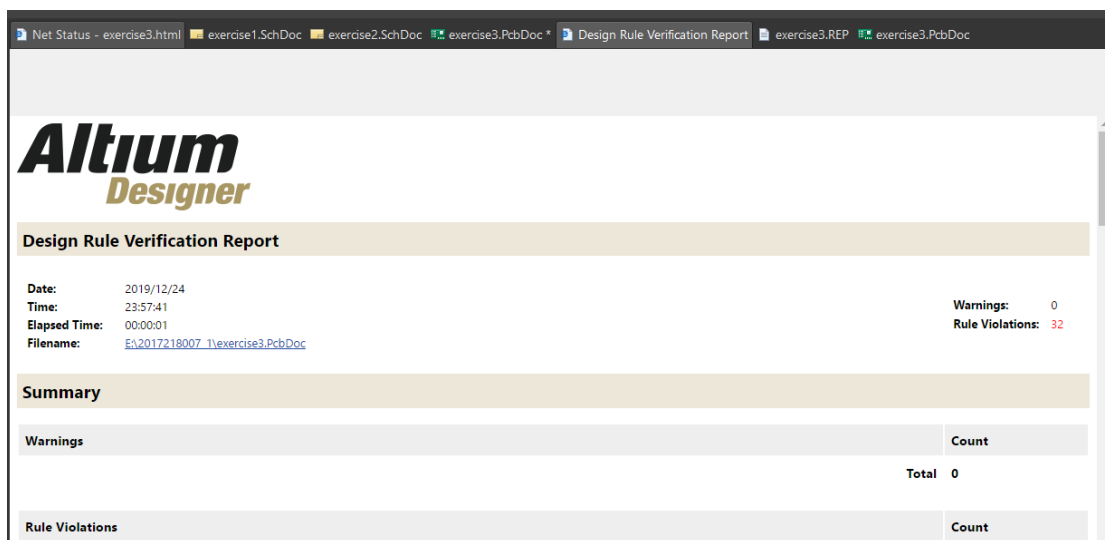 Net Status - exercise3.html exercise1.SchDoc exercise2.SchDoc exercise3.PcbDoc * Design Rule Verification Report exercise3.REP exercise3.PcbDoc
Altium
Designer
Design Rule Verification Report
Date: 2019/12/24
Time: 23:57:41
Elapsed Time: 00:00:01
Filename: E:\2017218007_1\exercise3.PcbDoc
Warnings: 0
Rule Violations: 32
Summary
Warnings Count
Total 0
Rule Violations Count